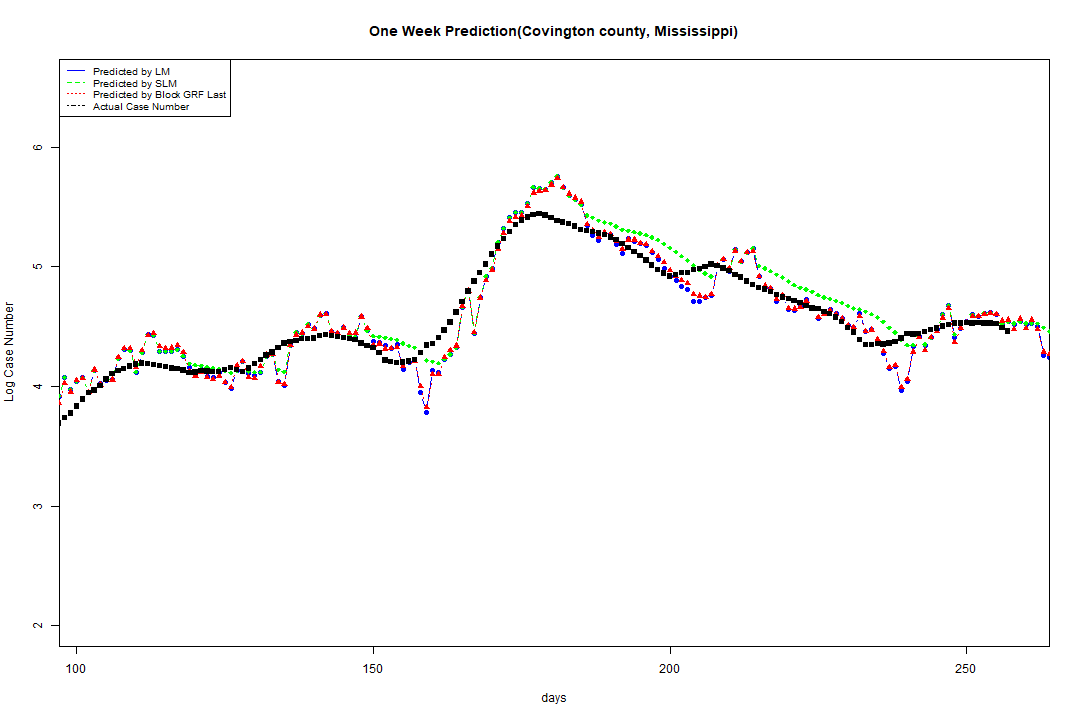 One Week Prediction(Covington county, Mississippi)
Predicted by LM
Predicted by SLM
Predicted by Block GRF Last
Actual Case Number
Log Case Number
6
5
4
3
2
100
150
200
250
days